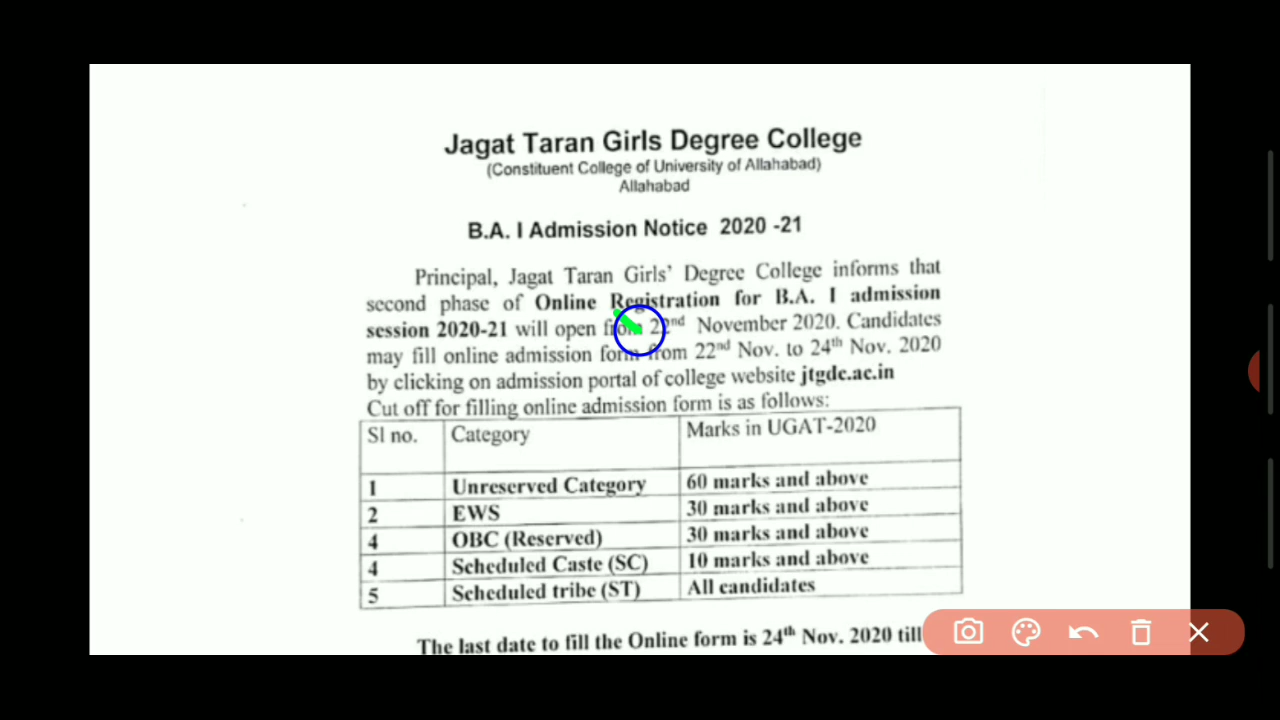 Jagat Taran Girls Degree College
(Constituent College of University of Allahabad)
Allahabad
B.A. I Admission Notice 2020 -21
Principal, Jagat Taran Girls' Degree College informs that
second phase of Online Registration for B.A. I admission
session 2020-21 will open from 22nd November 2020. Candidates
may fill online admission form from 22nd Nov. to 24th Nov. 2020
by clicking on admission portal of college website jtgdc.ac.in
Cut off for filling online admission form is as follows:
Sl no. Category Marks in UGAT-2020
1 Unreserved Category 60 marks and above
2 EWS 30 marks and above
4 OBC (Reserved) 30 marks and above
4 Scheduled Caste (SC) 10 marks and above
5 Scheduled tribe (ST) All candidates
The last date to fill the Online form is 24th Nov. 2020 till